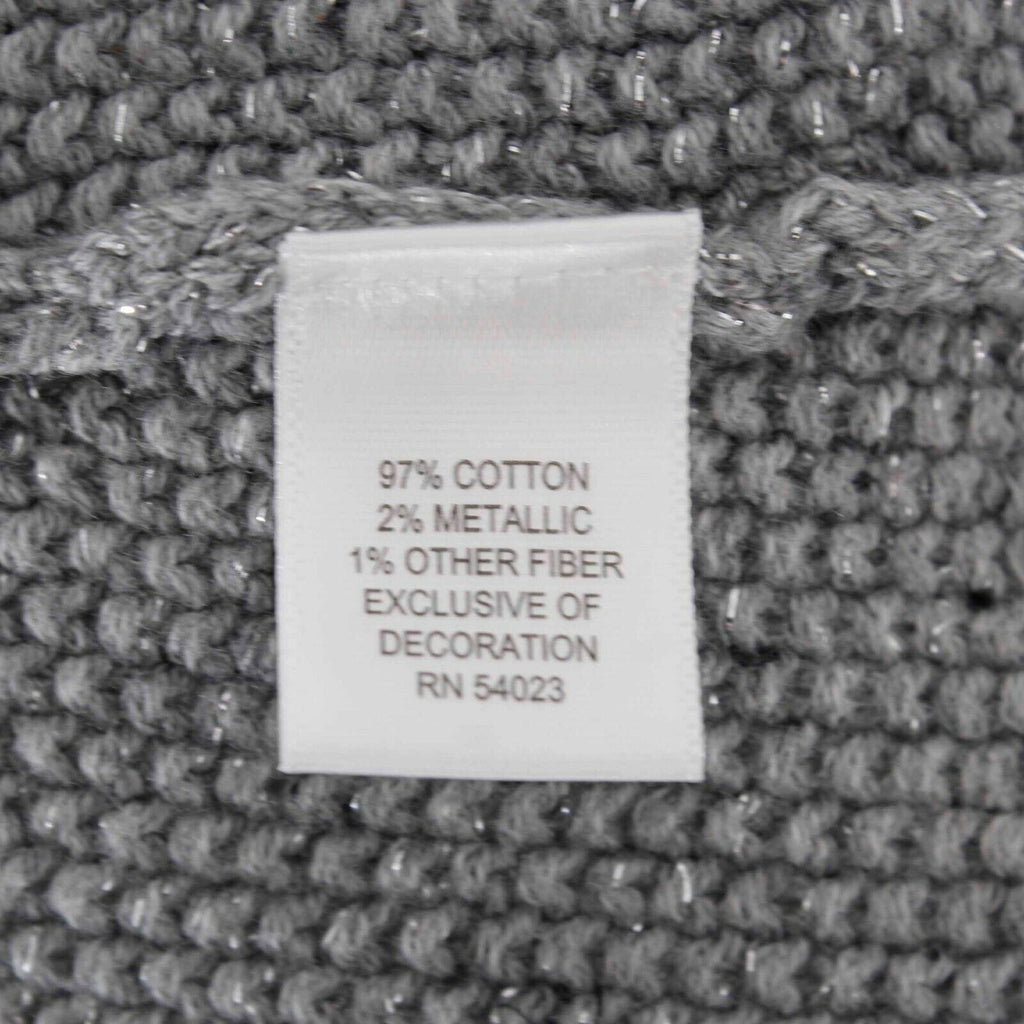 97% COTTON
2% METALLIC
1% OTHER FIBER
EXCLUSIVE OF
DECORATION
RN 54023